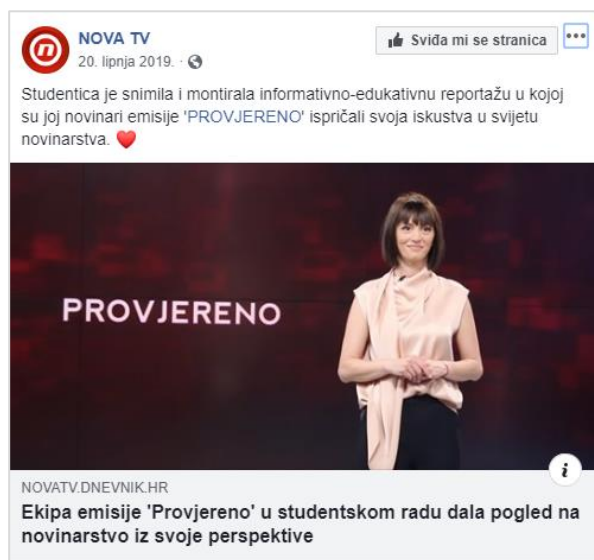 NOVA TV
Sviđa mi se stranica
20. lipnja 2019.
Studentica je snimila i montirala informativno-edukativnu reportažu u kojoj
su joj novinari emisije 'PROVJERENO' ispričali svoja iskustva u svijetu
novinarstva.
PROVJERENO
NOVATV.DNEVNIK.HR
Ekipa emisije 'Provjereno' u studentskom radu dala pogled na
novinarstvo iz svoje perspektive